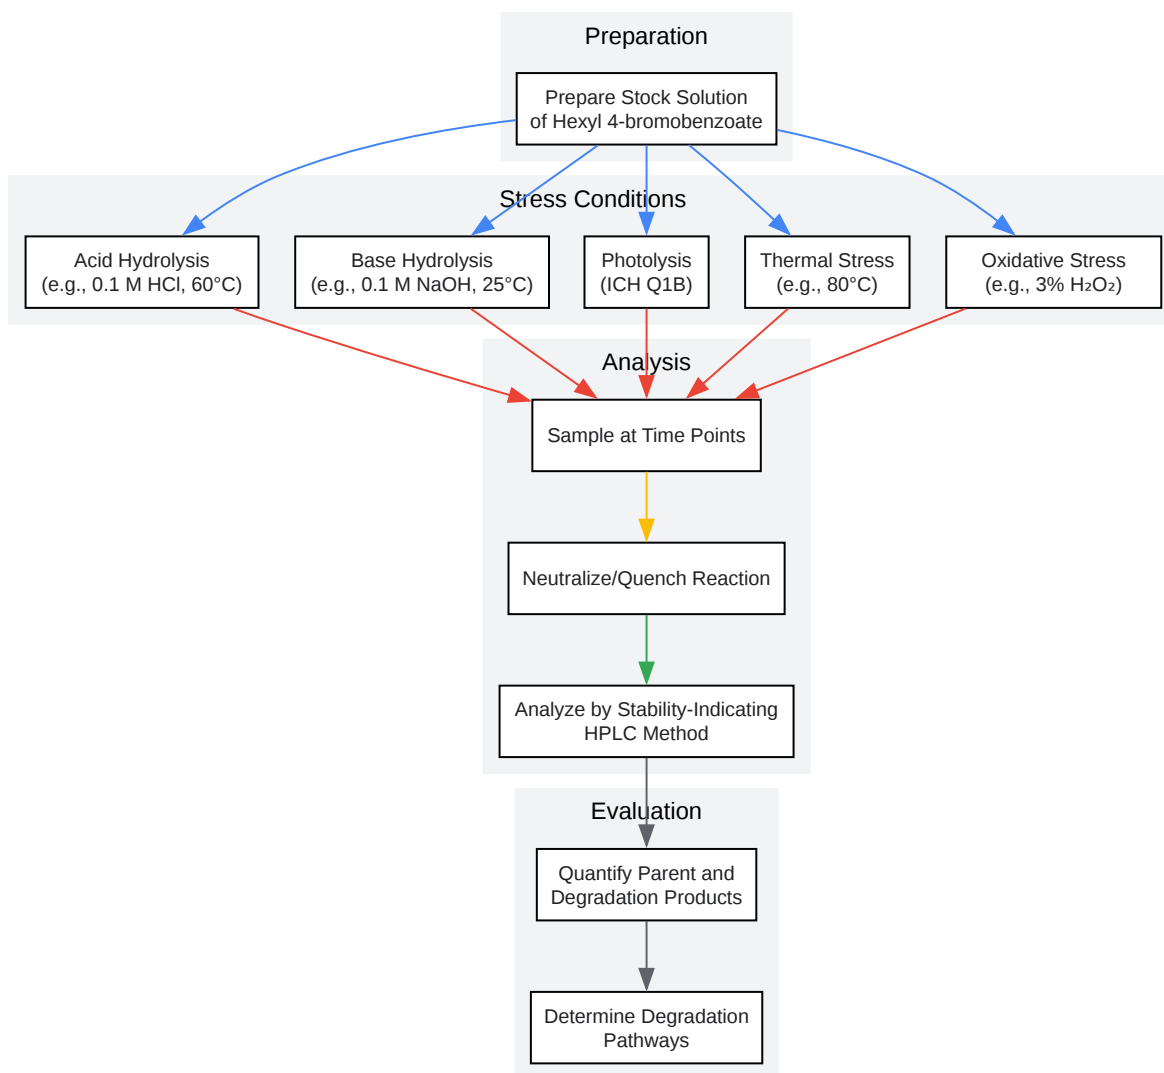 Preparation
Prepare Stock Solution
of Hexyl 4-bromobenzoate
Stress Conditions
Acid Hydrolysis
(e.g., 0.1 M HCl, 60°C)
Base Hydrolysis
(e.g., 0.1 M NaOH, 25°C)
Photolysis
(ICH Q1B)
Thermal Stress
(e.g., 80°C)
Oxidative Stress
(e.g., 3% H₂O₂)
Analysis
Sample at Time Points
Neutralize/Quench Reaction
Analyze by Stability-Indicating
HPLC Method
Evaluation
Quantify Parent and
Degradation Products
Determine Degradation
Pathways